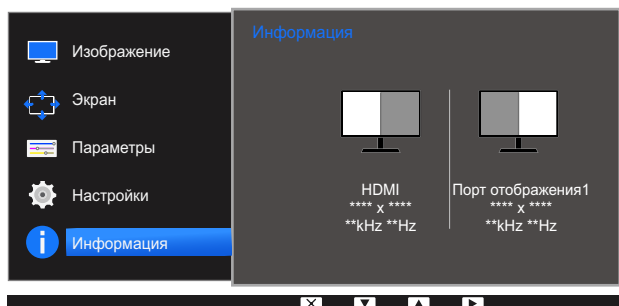 Изображение
Экран
Параметры
Настройки
Информация
Информация
HDMI
**** x ****
**kHz **Hz
Порт отображения1
**** x ****
**kHz **Hz